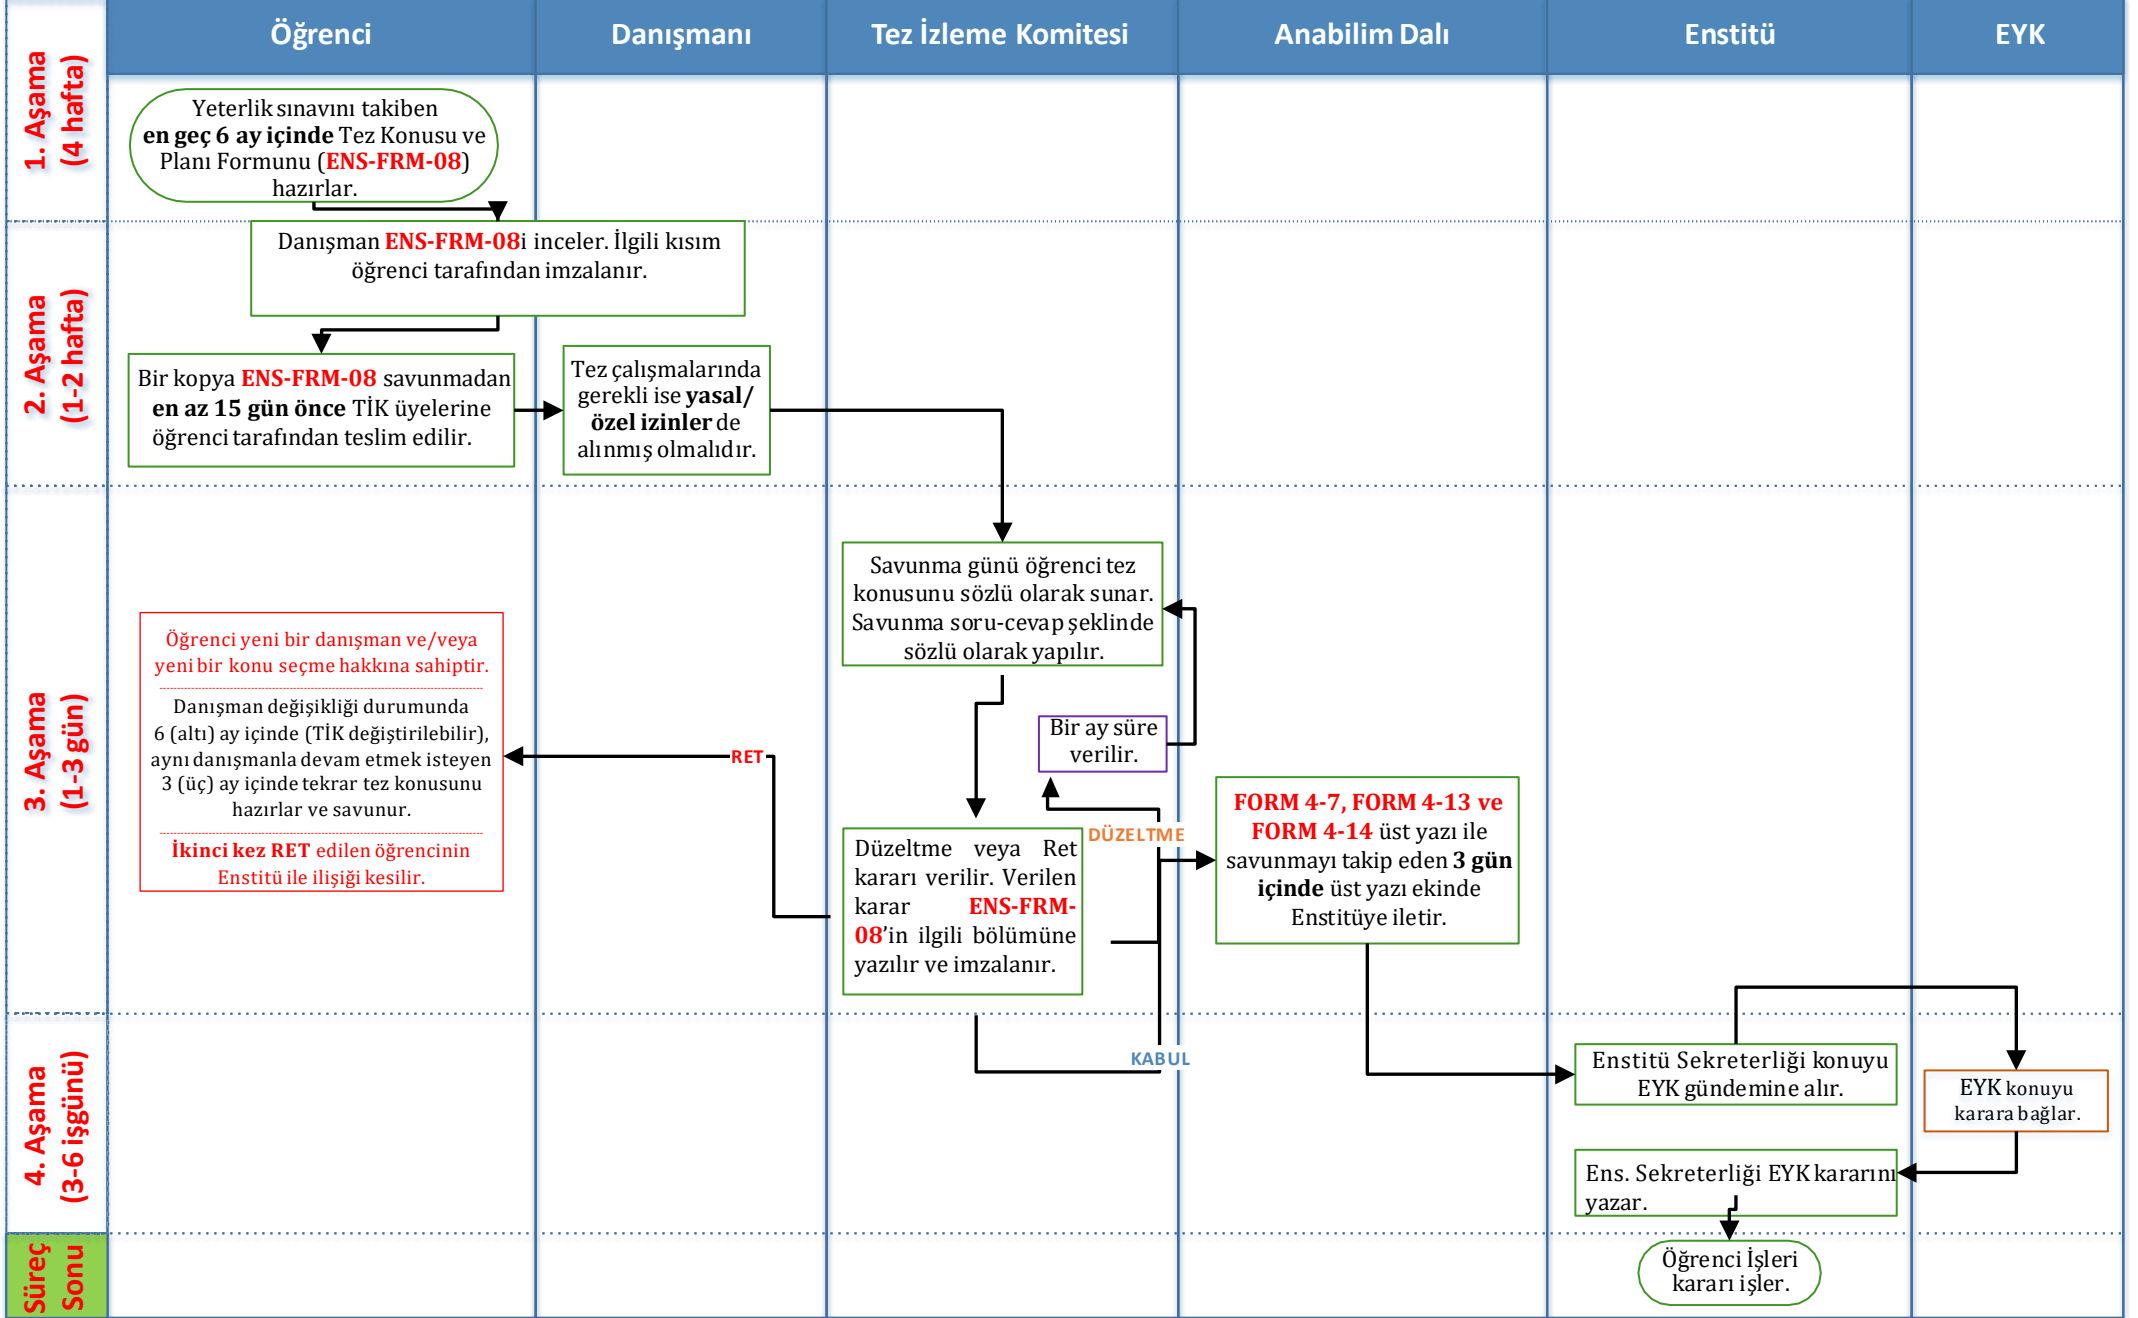 Öğrenci
Danışmanı
Tez İzleme Komitesi
Anabilim Dalı
Enstitü
EYK
1. Aşama
(4 hafta)
Yeterlik sınavını takiben
en geç 6 ay içinde Tez Konusu ve
Planı Formunu (ENS-FRM-08)
hazırlar.
2. Aşama
(1-2 hafta)
Danışman ENS-FRM-08i inceler. İlgili kısım
öğrenci tarafından imzalanır.
Bir kopya ENS-FRM-08 savunmadan
en az 15 gün önce TİK üyelerine
öğrenci tarafından teslim edilir.
Tez çalışmalarında
gerekli ise yasal/
özel izinler de
alınmış olmalıdır.
3. Aşama
(1-3 gün)
Savunma günü öğrenci tez
konusunu sözlü olarak sunar.
Savunma soru-cevap şeklinde
sözlü olarak yapılır.
Öğrenci yeni bir danışman ve/veya
yeni bir konu seçme hakkına sahiptir.
Danışman değişikliği durumunda
6 (altı) ay içinde (TİK değiştirilebilir),
aynı danışmanla devam etmek isteyen
3 (üç) ay içinde tekrar tez konusunu
hazırlar ve savunur.
İkinci kez RET edilen öğrencinin
Enstitü ile ilişiği kesilir.
RET
Bir ay süre
verilir.
DÜZELTME
Düzeltme veya Ret
kararı verilir. Verilen
karar ENS-FRM-
08'in ilgili bölümüne
yazılır ve imzalanır.
FORM 4-7, FORM 4-13 ve
FORM 4-14 üst yazı ile
savunmayı takip eden 3 gün
içinde üst yazı ekinde
Enstitüye iletir.
4. Aşama
(3-6 işgünü)
KABUL
Enstitü Sekreterliği konuyu
EYK gündemine alır.
EYK konuyu
karara bağlar.
Ens. Sekreterliği EYK kararını
yazar.
Süreç
Sonu
Öğrenci İşleri
kararı işler.